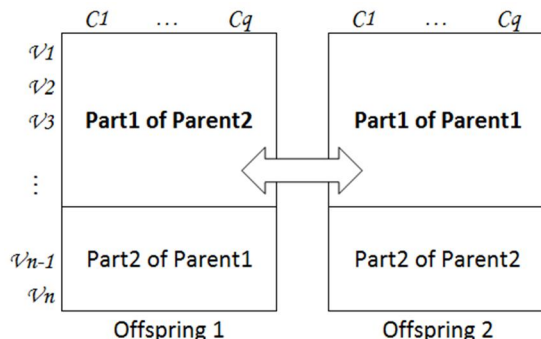 C1 ... Cq C1 ... Cq
v1
v2
v3 Part1 of Parent2 Part1 of Parent1
⋮
vn-1 Part2 of Parent1 Part2 of Parent2
vn
Offspring 1 Offspring 2